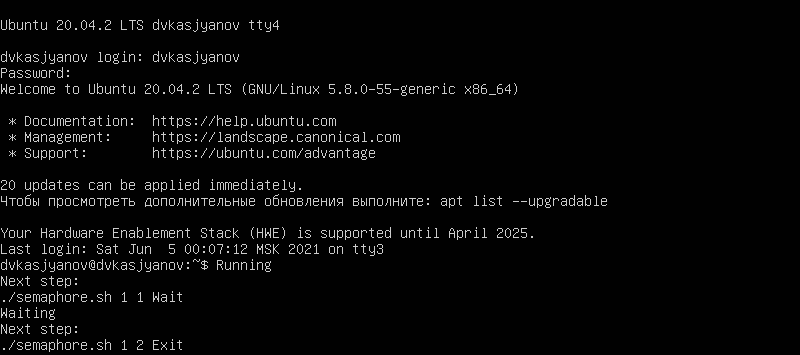 Ubuntu 20.04.2 LTS dvkasjyanov tty4
dvkasjyanov login: dvkasjyanov
Password:
Welcome to Ubuntu 20.04.2 LTS (GNU/Linux 5.8.0-55-generic x86_64)
* Documentation:  https://help.ubuntu.com
* Management:     https://landscape.canonical.com
* Support:        https://ubuntu.com/advantage
20 updates can be applied immediately.
Чтобы просмотреть дополнительные обновления выполните: apt list --upgradable
Your Hardware Enablement Stack (HWE) is supported until April 2025.
Last login: Sat Jun  5 00:07:12 MSK 2021 on tty3
dvkasjyanov@dvkasjyanov:~$ Running
Next step:
./semaphore.sh 1 1 Wait
Waiting
Next step:
./semaphore.sh 1 2 Exit